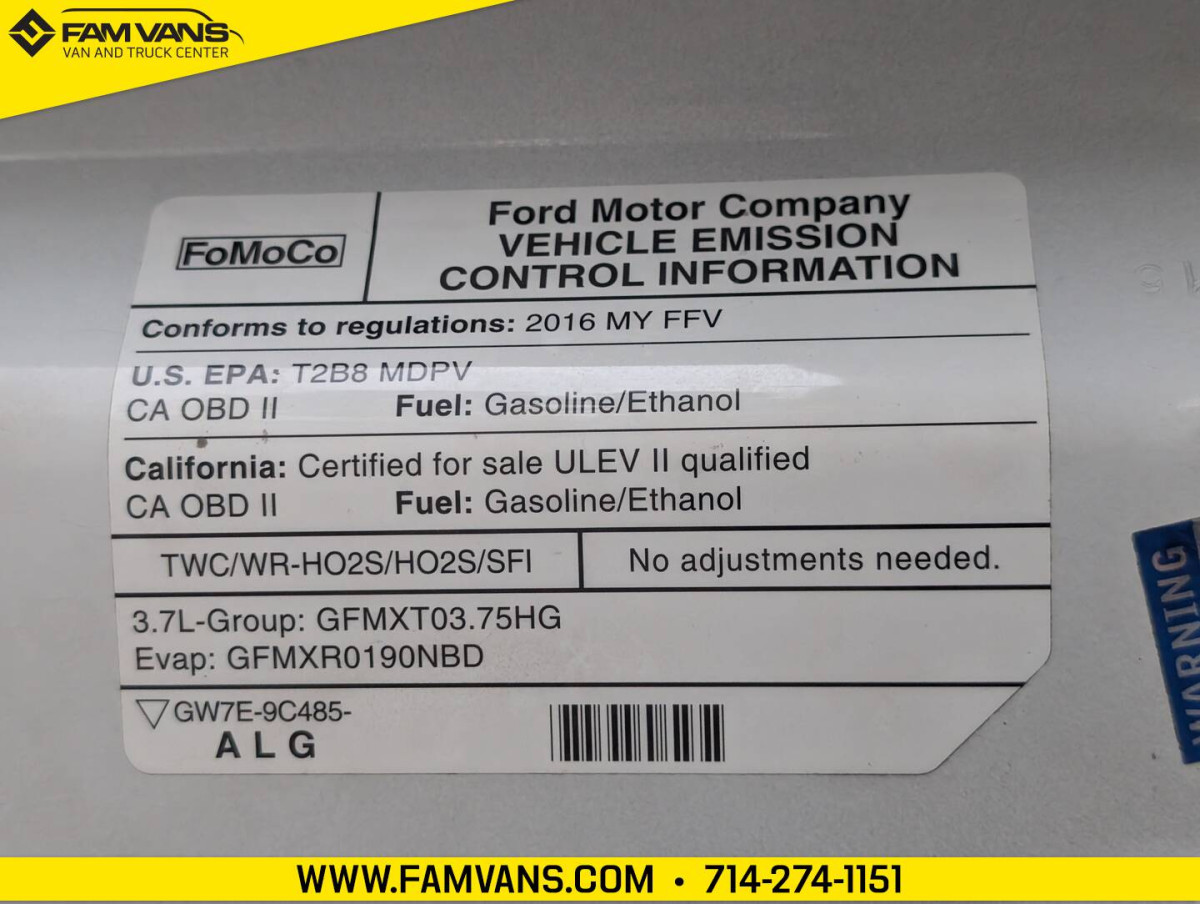 FAM VANS
VAN AND TRUCK CENTER
FoMoCo
Ford Motor Company
VEHICLE EMISSION
CONTROL INFORMATION
Conforms to regulations: 2016 MY FFV
U.S. EPA: T2B8 MDPV
CA OBD II Fuel: Gasoline/Ethanol
California: Certified for sale ULEV II qualified
CA OBD II Fuel: Gasoline/Ethanol
TWC/WR-HO2S/HO2S/SFI
No adjustments needed.
3.7L-Group: GFMXT03.75HG
Evap: GFMXR0190NBD
GW7E-9C485-
A L G
WARNING
WWW.FAMVANS.COM • 714-274-1151